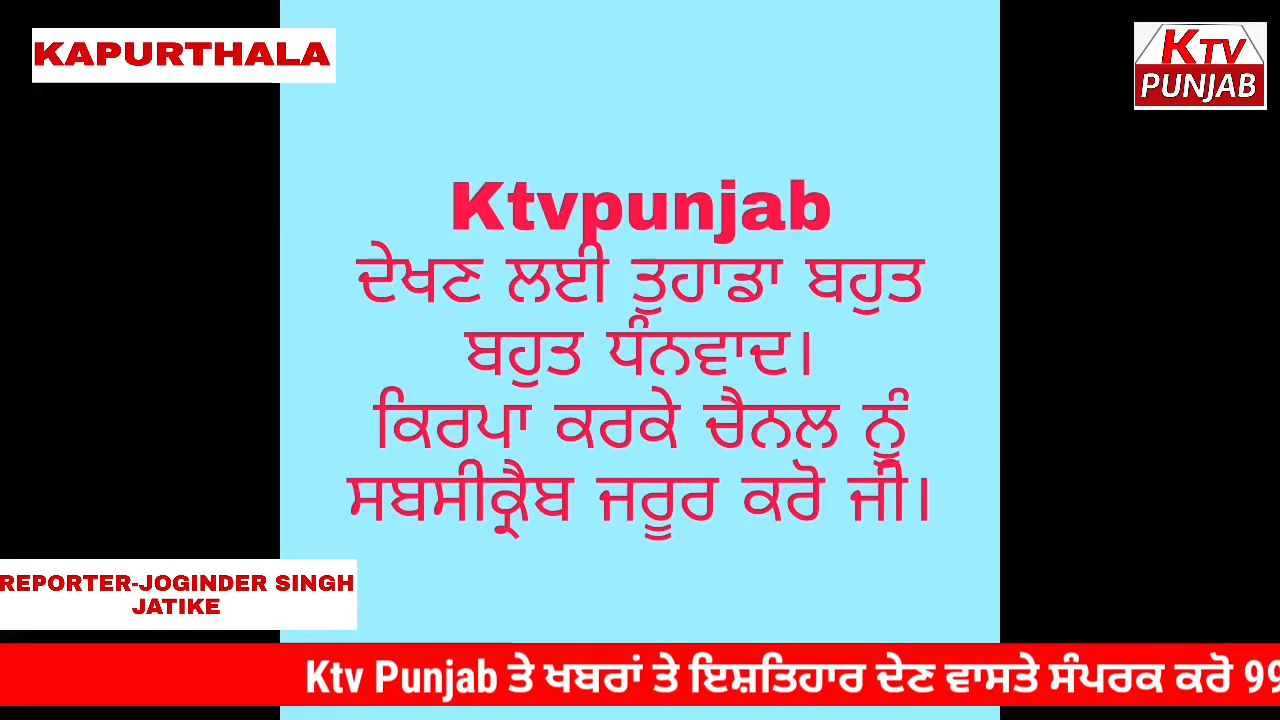 KAPURTHALA
KTV
PUNJAB
Ktvpunjab
ਦੇਖਣ ਲਈ ਤੁਹਾਡਾ ਬਹੁਤ
ਬਹੁਤ ਧੰਨਵਾਦ।
ਕਿਰਪਾ ਕਰਕੇ ਚੈਨਲ ਨੂੰ
ਸਬਸੀਕ੍ਰੈਬ ਜਰੂਰ ਕਰੋ ਜੀ।
REPORTER-JOGINDER SINGH
JATIKE
Ktv Punjab ਤੇ ਖਬਰਾਂ ਤੇ ਇਸ਼ਤਿਹਾਰ ਦੇਣ ਵਾਸਤੇ ਸੰਪਰਕ ਕਰੋ 99